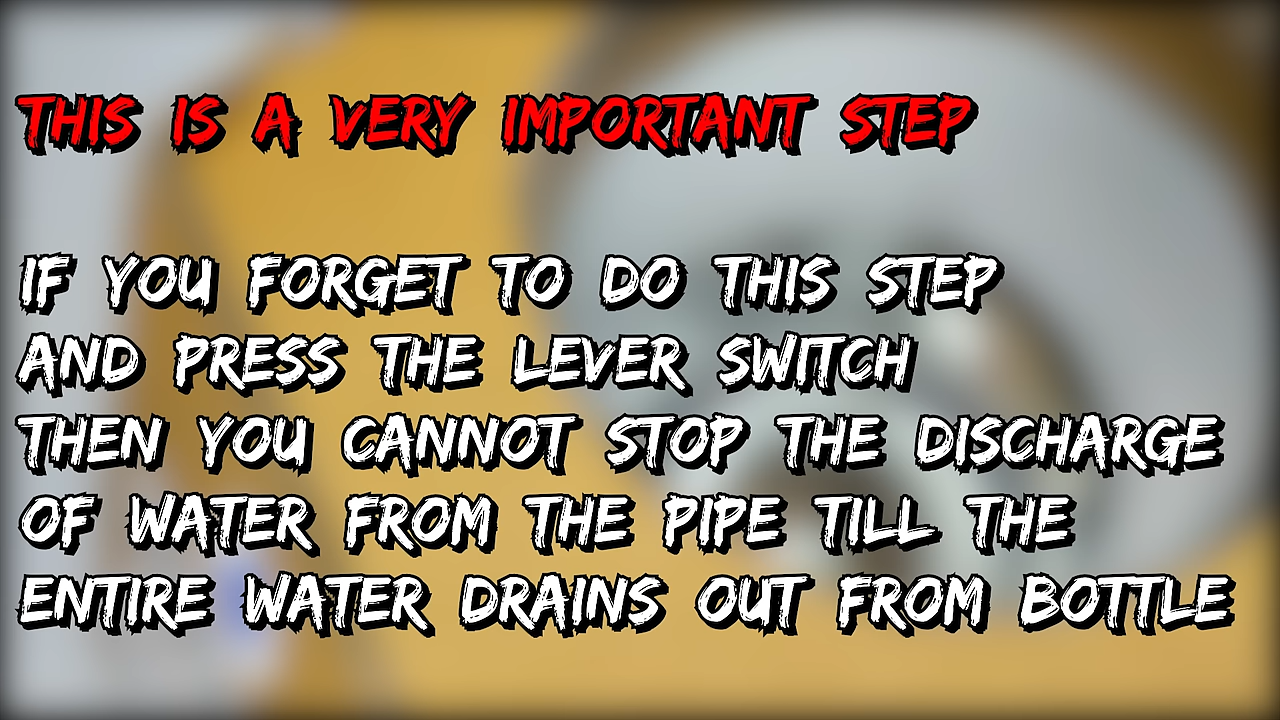 THIS IS A VERY IMPORTANT STEP
IF YOU FORGET TO DO THIS STEP
AND PRESS THE LEVER SWITCH
THEN YOU CANNOT STOP THE DISCHARGE
OF WATER FROM THE PIPE TILL THE
ENTIRE WATER DRAINS OUT FROM BOTTLE